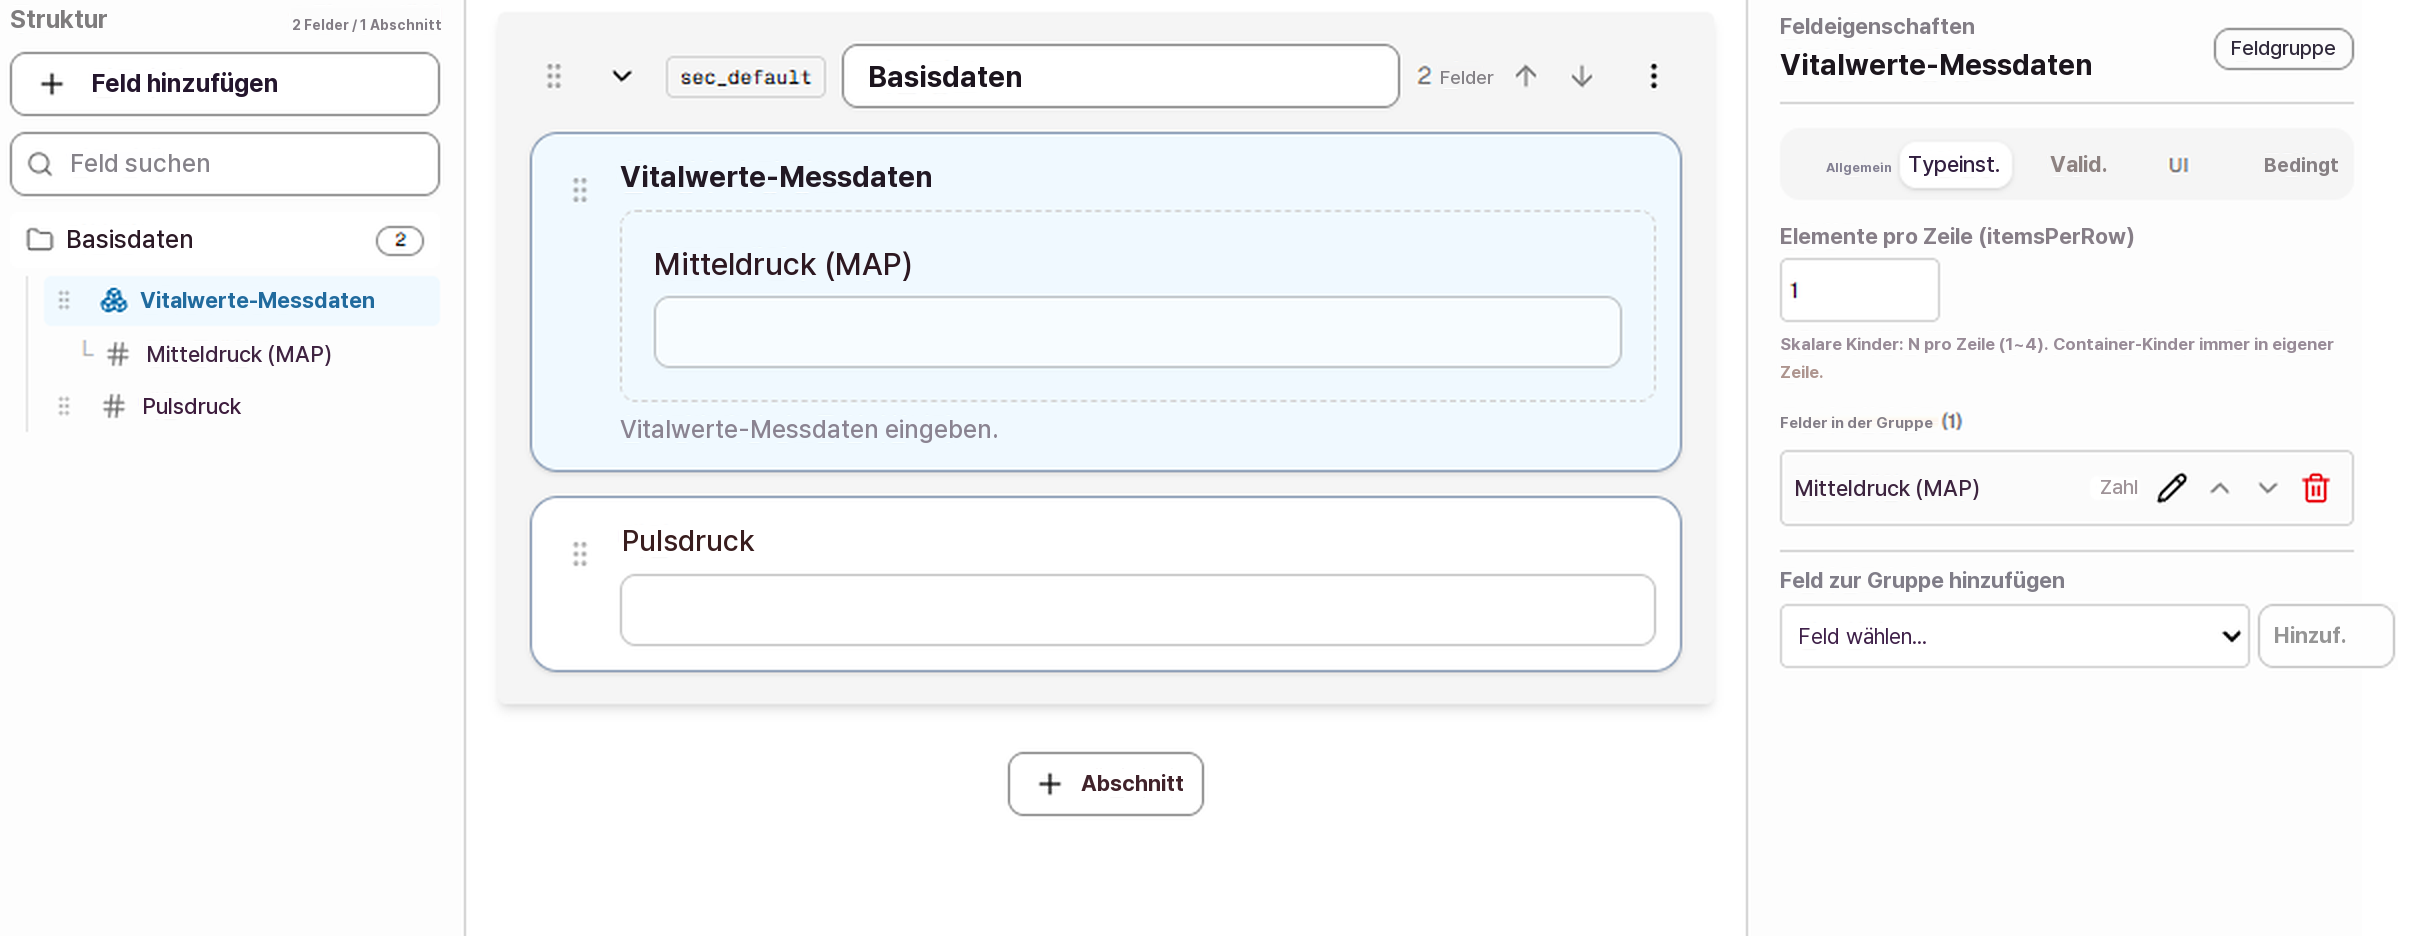 Struktur
2 Felder / 1 Abschnitt
Feld hinzufügen
Feld suchen
Basisdaten
2
Vitalwerte-Messdaten
Mitteldruck (MAP)
Pulsdruck
sec_default
Basisdaten
2 Felder
Vitalwerte-Messdaten
Mitteldruck (MAP)
Vitalwerte-Messdaten eingeben.
Pulsdruck
Abschnitt
Feldeigenschaften
Vitalwerte-Messdaten
Feldgruppe
Allgemein Typeinst. Valid. UI Bedingt
Elemente pro Zeile (itemsPerRow)
1
Skalare Kinder: N pro Zeile (1~4). Container-Kinder immer in eigener
Zeile.
Felder in der Gruppe (1)
Mitteldruck (MAP) Zahl
Feld zur Gruppe hinzufügen
Feld wählen... Hinzuf.